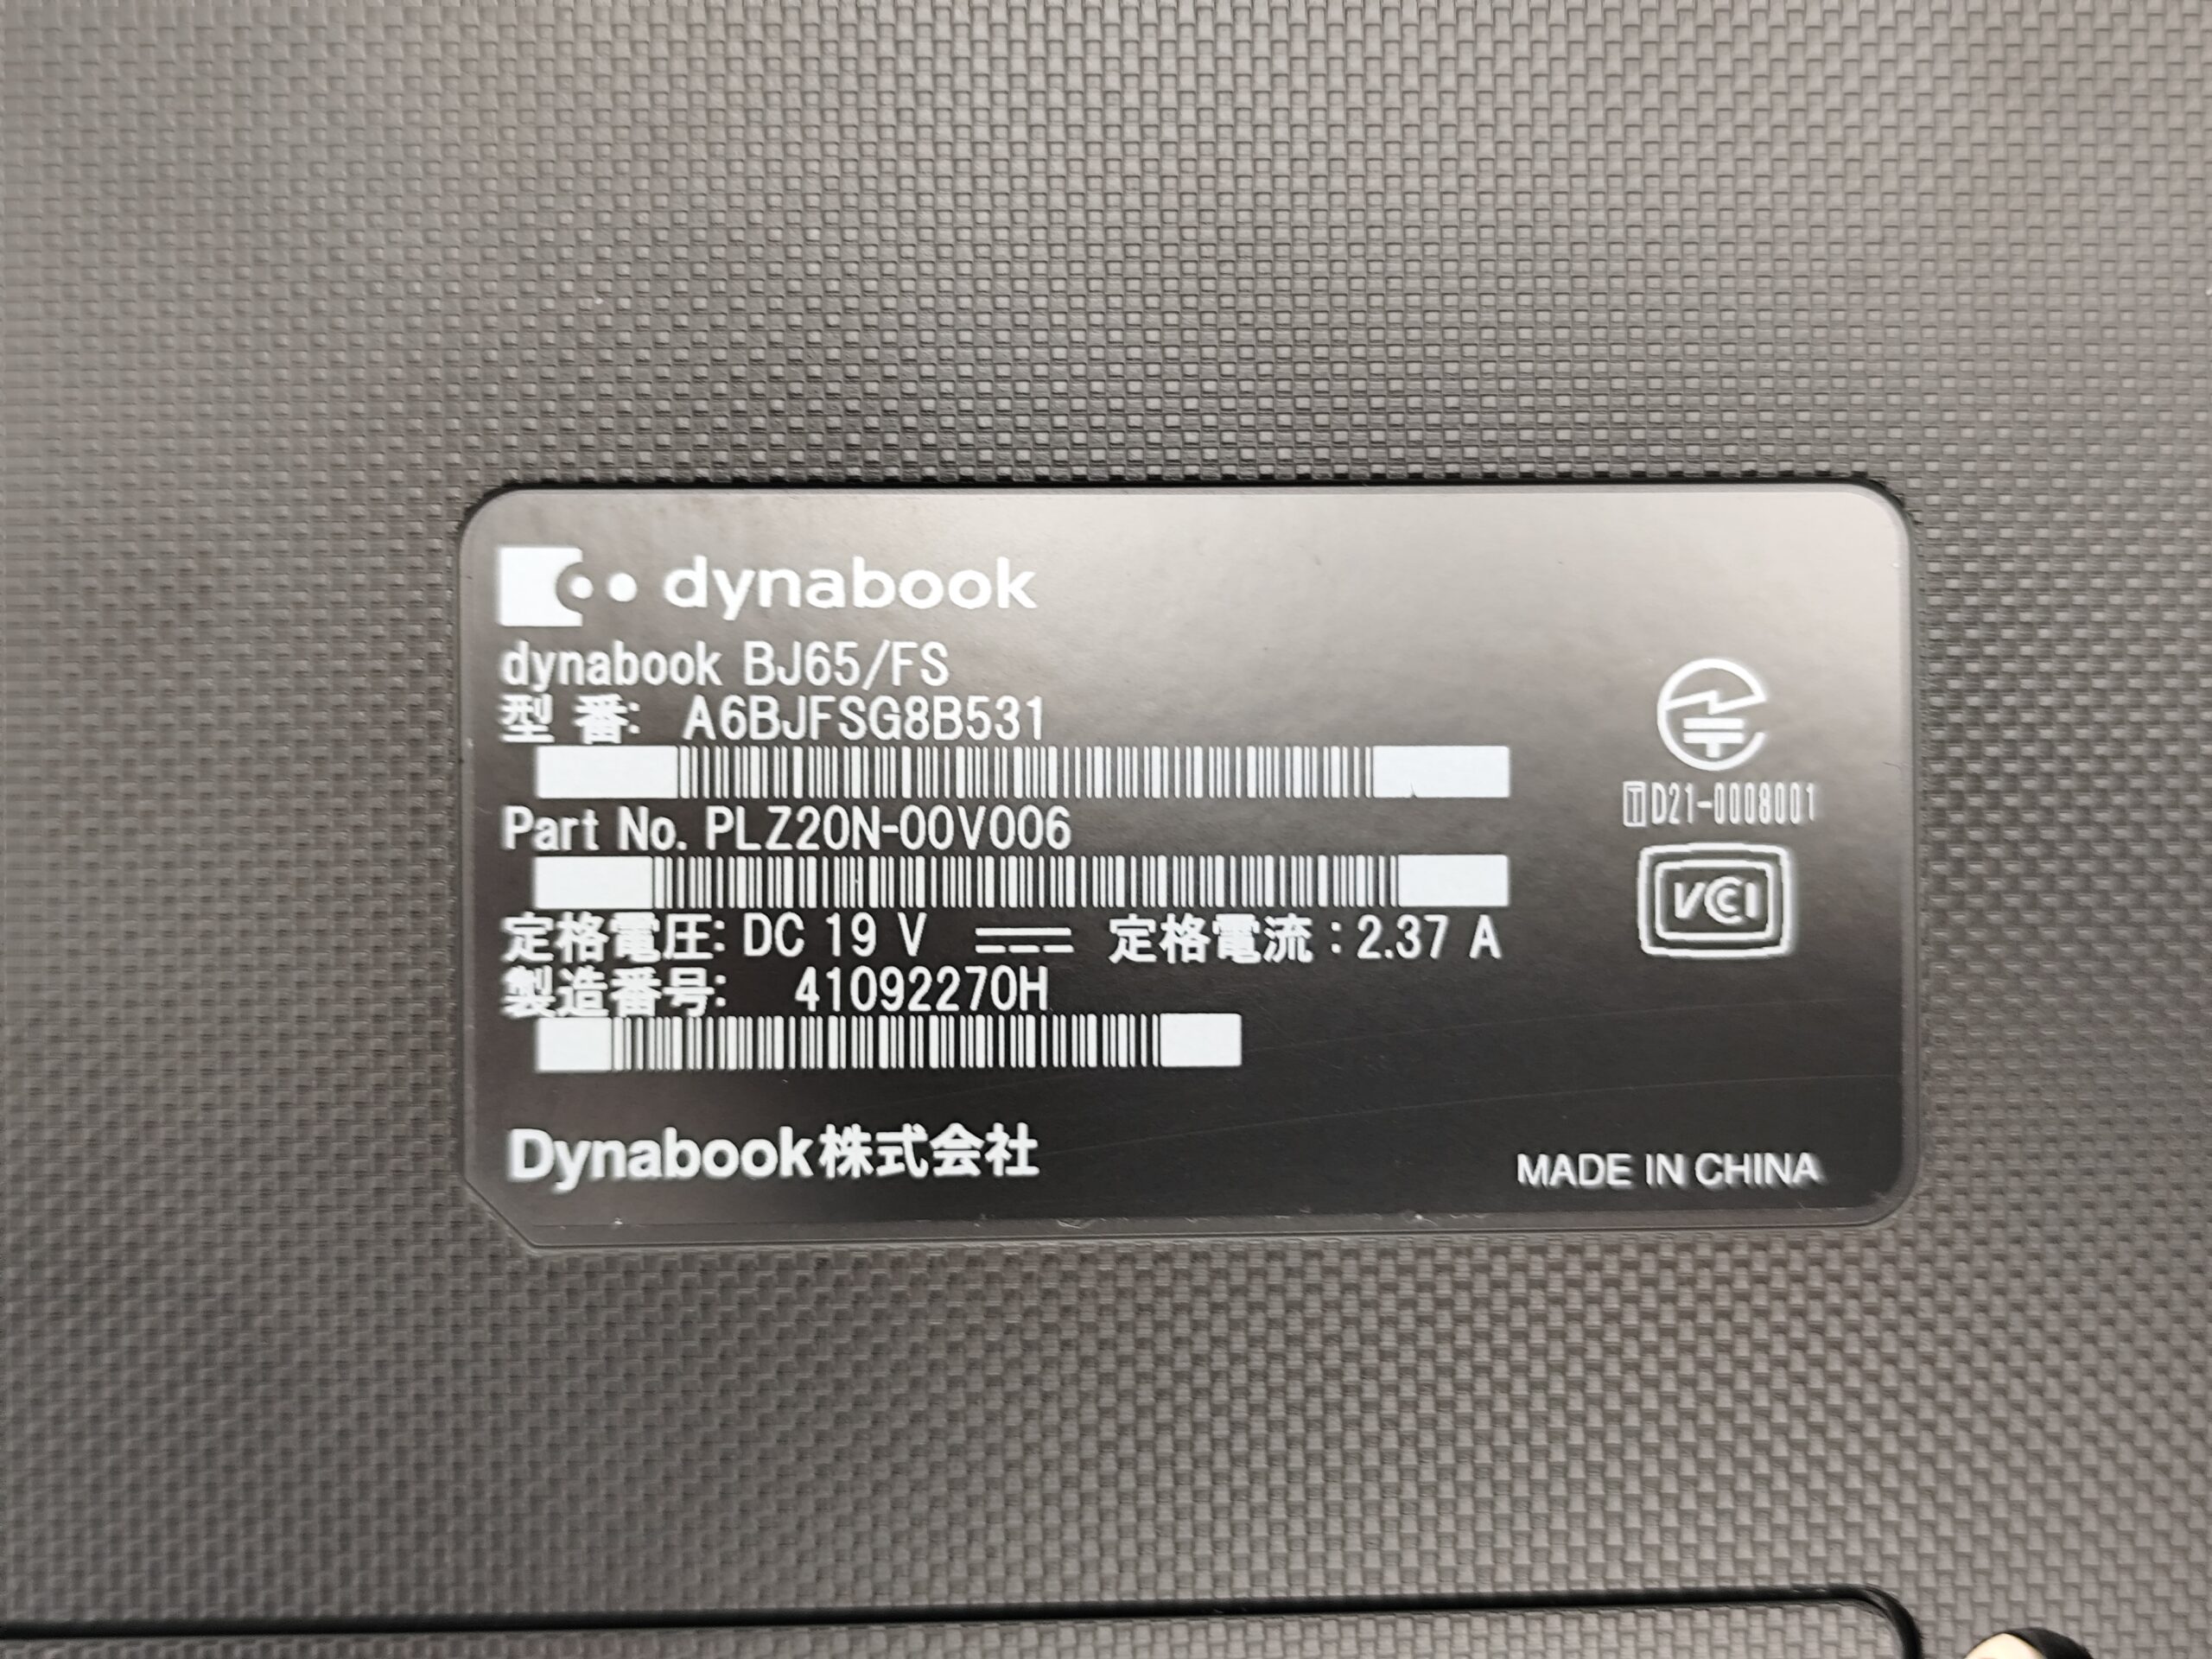 dynabook
dynabook BJ65/FS
型 番: A6BJFSG8B531
Part No. PLZ20N-00V006
定格電圧: DC 19 V 定格電流:2.37 A
製造番号: 41092270H
Dynabook株式会社
T D21-0008001
VCCI
MADE IN CHINA